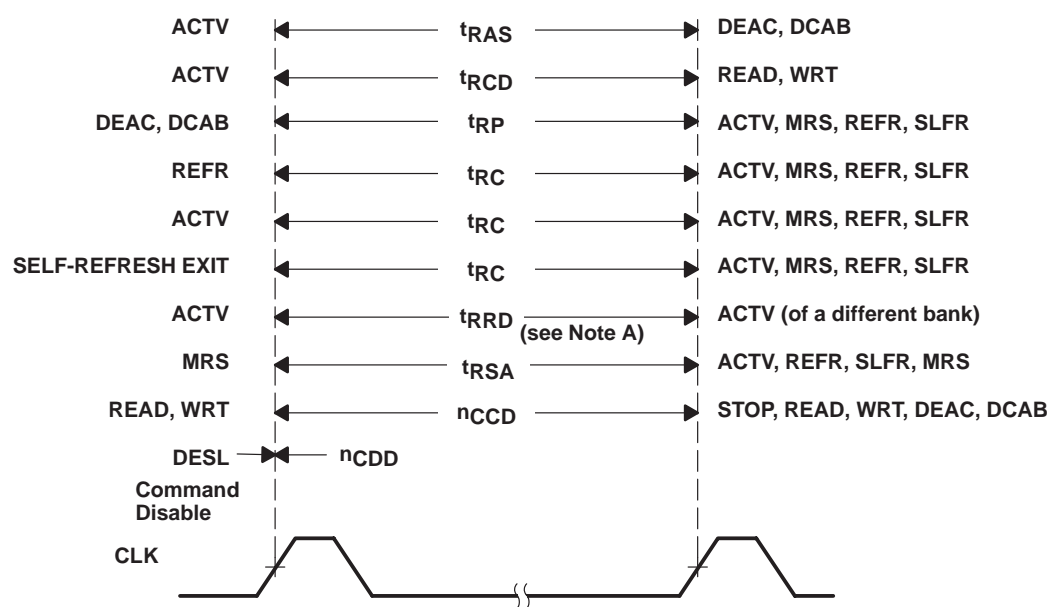 ACTV tRAS DEAC, DCAB
ACTV tRCD READ, WRT
DEAC, DCAB tRP ACTV, MRS, REFR, SLFR
REFR tRC ACTV, MRS, REFR, SLFR
ACTV tRC ACTV, MRS, REFR, SLFR
SELF-REFRESH EXIT tRC ACTV, MRS, REFR, SLFR
ACTV tRRD (see Note A) ACTV (of a different bank)
MRS tRSA ACTV, REFR, SLFR, MRS
READ, WRT nCCD STOP, READ, WRT, DEAC, DCAB
DESL nCDD
Command
Disable
CLK